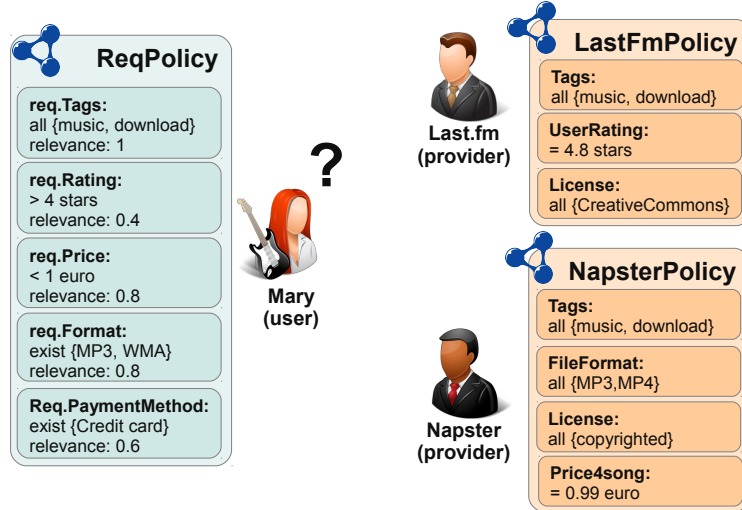 ReqPolicy
req.Tags:
all {music, download}
relevance: 1
req.Rating:
> 4 stars
relevance: 0.4
req.Price:
< 1 euro
relevance: 0.8
req.Format:
exist {MP3, WMA}
relevance: 0.8
Req.PaymentMethod:
exist {Credit card}
relevance: 0.6
?
Mary
(user)
Last.fm
(provider)
Napster
(provider)
LastFmPolicy
Tags:
all {music, download}
UserRating:
= 4.8 stars
License:
all {CreativeCommons}
NapsterPolicy
Tags:
all {music, download}
FileFormat:
all {MP3,MP4}
License:
all {copyrighted}
Price4song:
= 0.99 euro